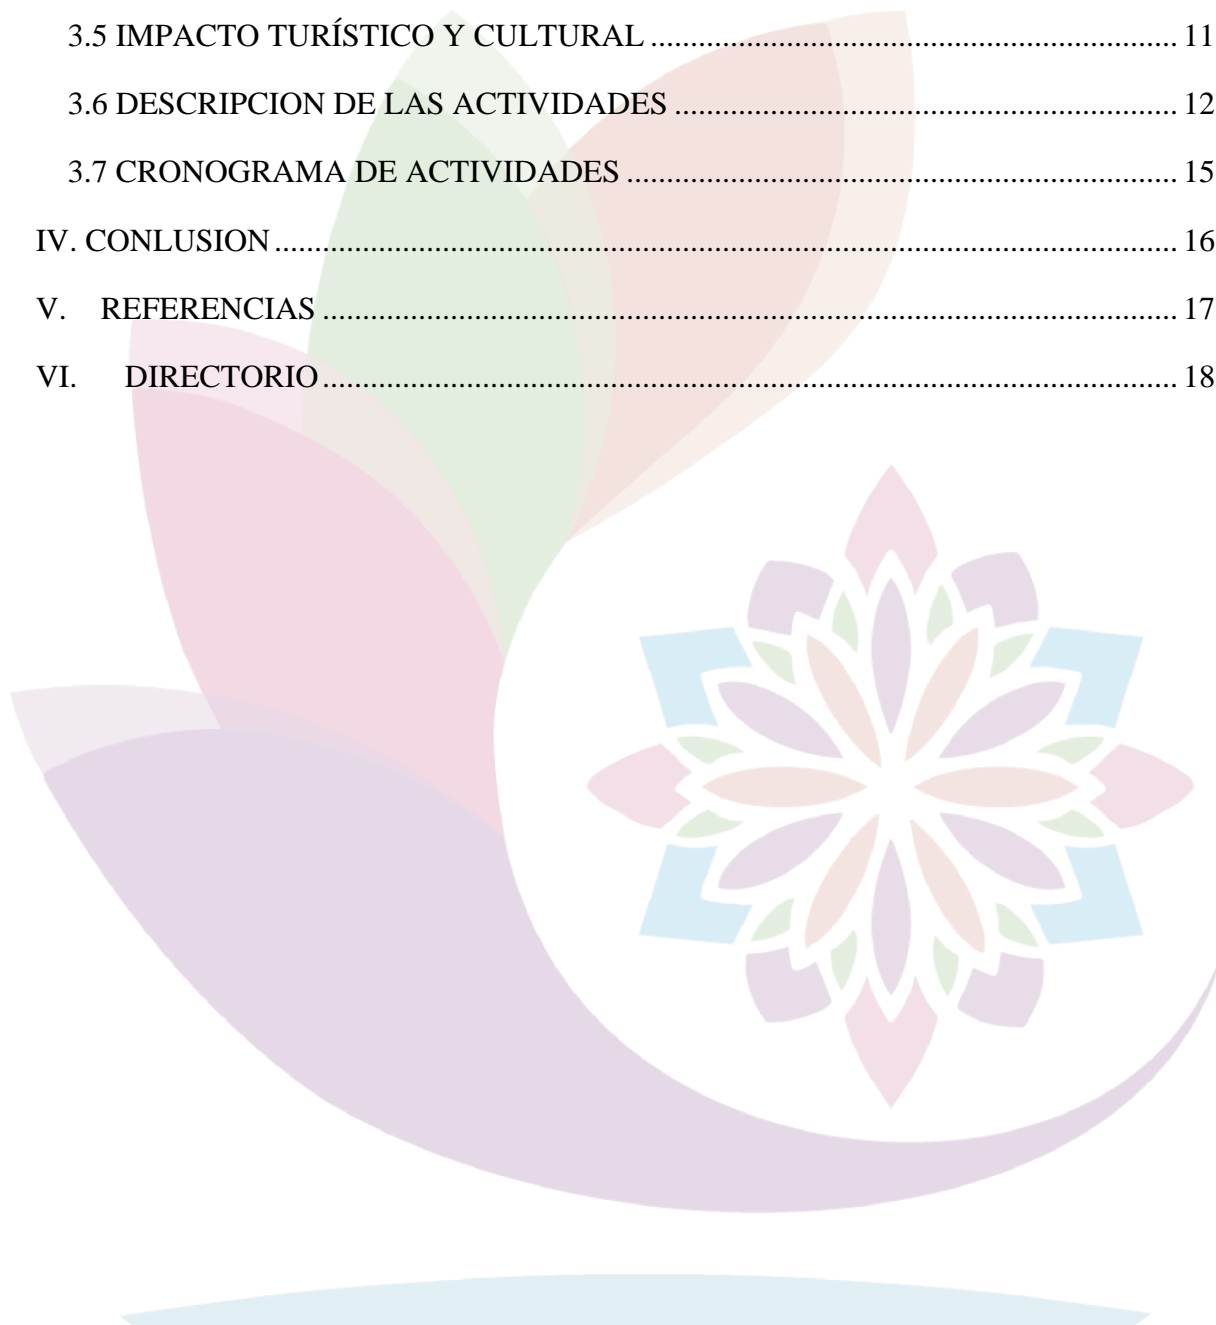 3.5 IMPACTO TURÍSTICO Y CULTURAL ................................................................ 11
3.6 DESCRIPCION DE LAS ACTIVIDADES ............................................................. 12
3.7 CRONOGRAMA DE ACTIVIDADES ................................................................... 15
IV. CONLUSION ............................................................................................................. 16
V. REFERENCIAS ........................................................................................................ 17
VI. DIRECTORIO ........................................................................................................ 18